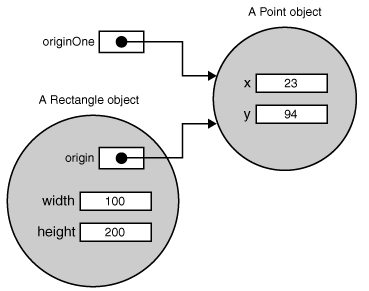 A Point object
originOne
x 23
y 94
A Rectangle object
origin
width 100
height 200